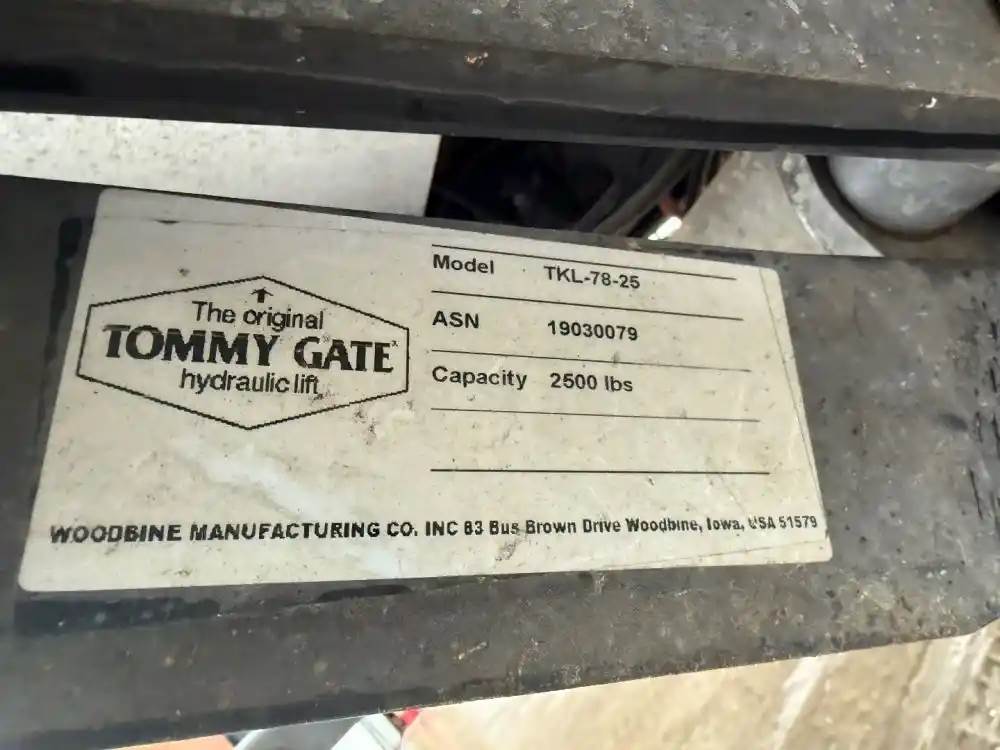 The original
TOMMY GATE
hydraulic lift
Model TKL-78-25
ASN 19030079
Capacity 2500 lbs
WOODBINE MANUFACTURING CO. INC 83 Bus Brown Drive Woodbine, Iowa, USA 51579